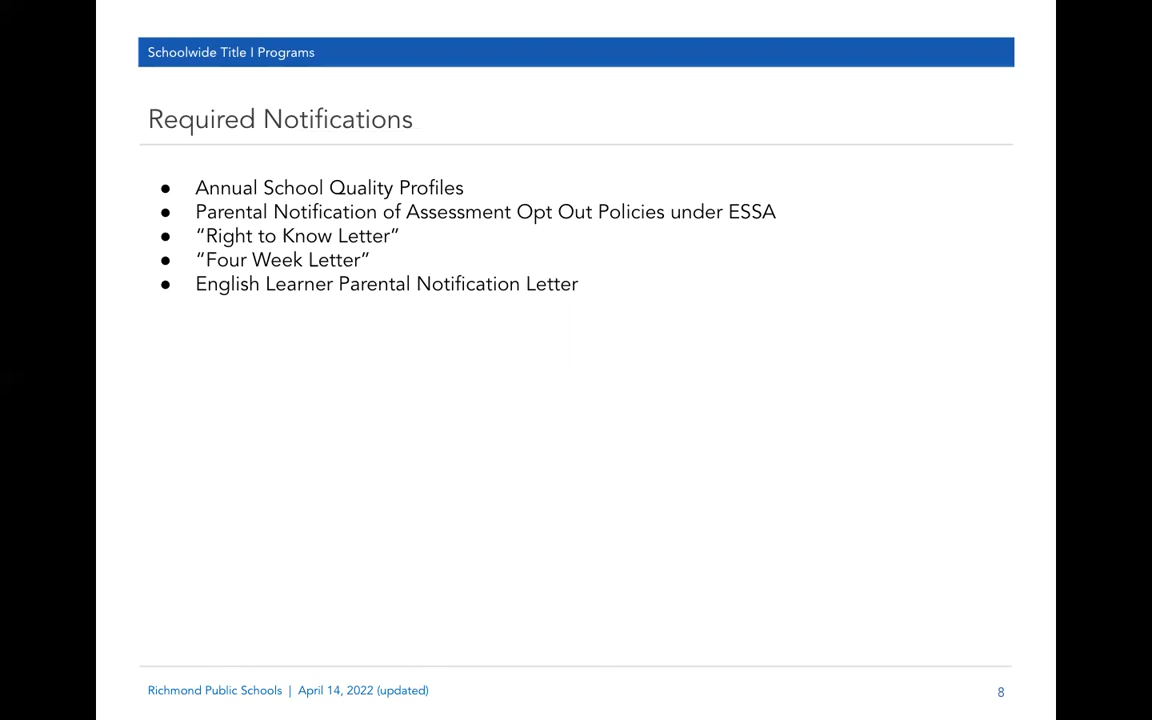 Schoolwide Title I Programs
Required Notifications
● Annual School Quality Profiles
● Parental Notification of Assessment Opt Out Policies under ESSA
● “Right to Know Letter”
● “Four Week Letter”
● English Learner Parental Notification Letter
Richmond Public Schools | April 14, 2022 (updated)
8